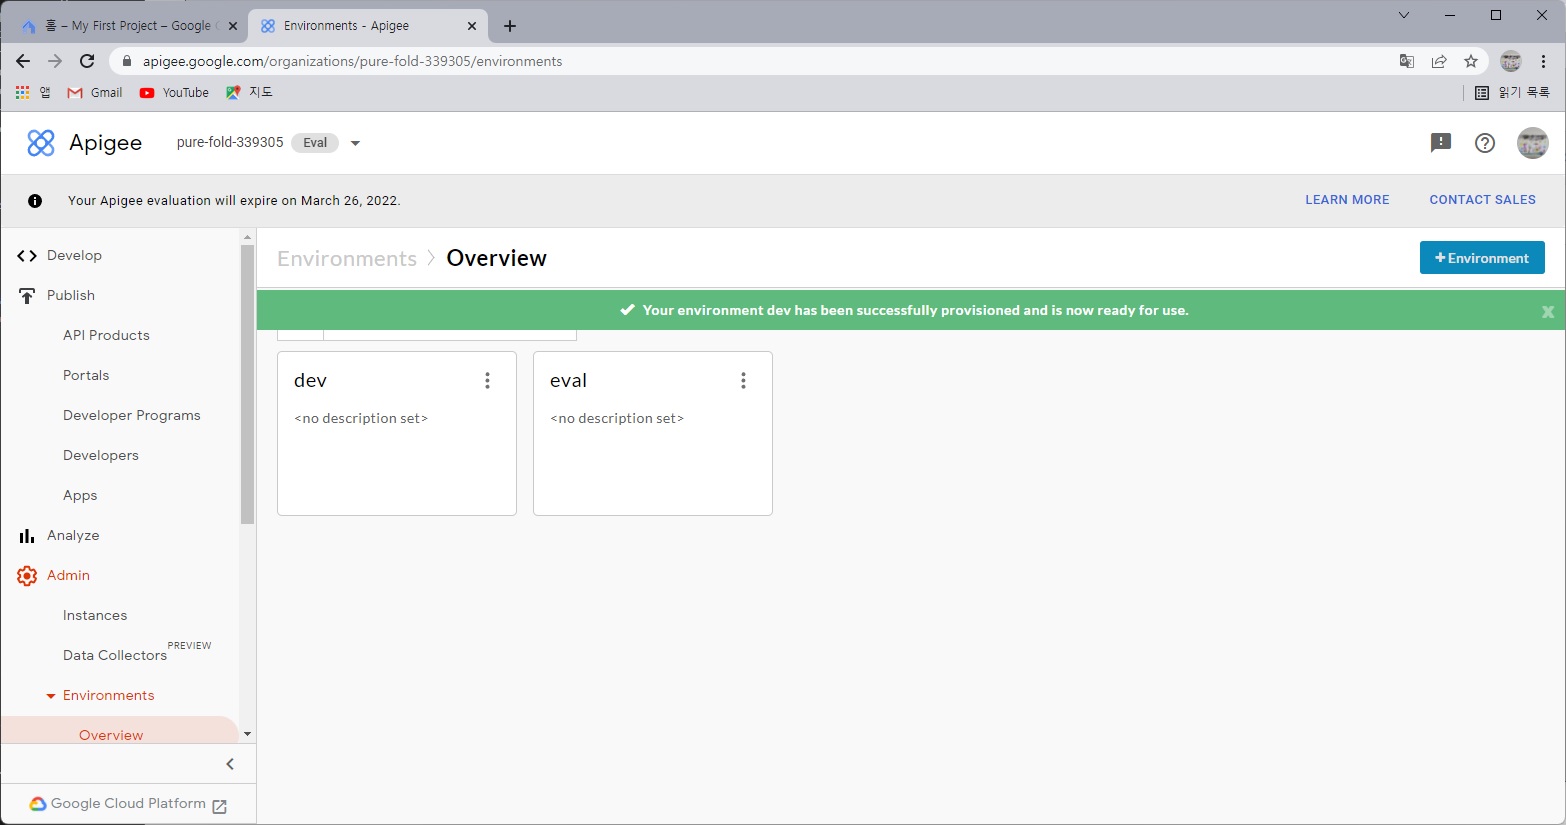 홈 – My First Project – Google
Environments - Apigee
apigee.google.com/organizations/pure-fold-339305/environments
앱
Gmail
YouTube
지도
읽기 목록
Apigee
pure-fold-339305
Eval
Your Apigee evaluation will expire on March 26, 2022.
LEARN MORE
CONTACT SALES
Develop
Publish
API Products
Portals
Developer Programs
Developers
Apps
Analyze
Admin
Instances
Data Collectors PREVIEW
Environments
Overview
Google Cloud Platform
Environments > Overview
+Environment
Your environment dev has been successfully provisioned and is now ready for use.
x
dev
<no description set>
eval
<no description set>